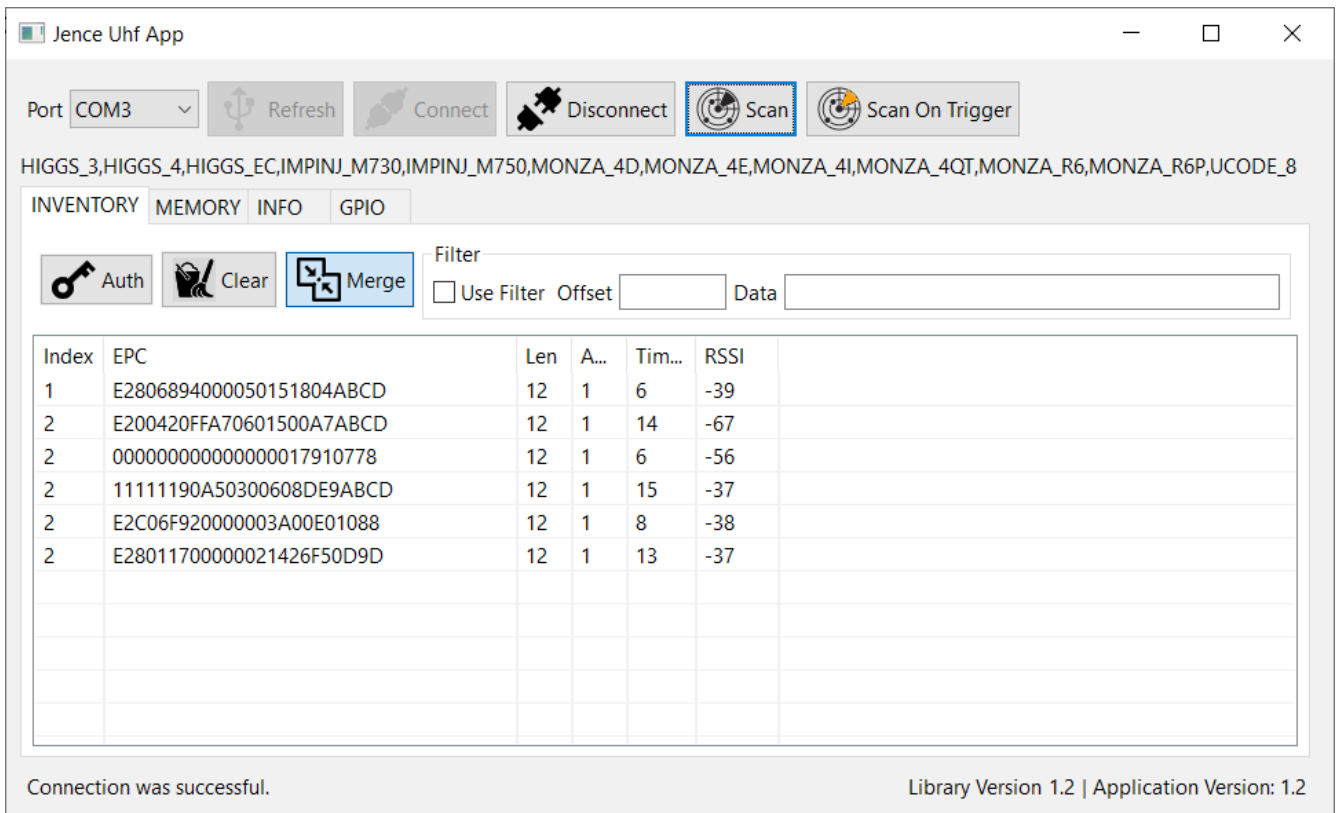 Jence Uhf App
Port COM3 Refresh Connect Disconnect Scan Scan On Trigger
HIGGS_3,HIGGS_4,HIGGS_EC,IMPINJ_M730,IMPINJ_M750,MONZA_4D,MONZA_4E,MONZA_4I,MONZA_4QT,MONZA_R6,MONZA_R6P,UCODE_8
INVENTORY MEMORY INFO GPIO
Filter
Auth Clear Merge Use Filter Offset Data
Index EPC Len A... Tim... RSSI
1 E2806894000050151804ABCD 12 1 6 -39
2 E200420FFA70601500A7ABCD 12 1 14 -67
2 000000000000000017910778 12 1 6 -56
2 11111190A50300608DE9ABCD 12 1 15 -37
2 E2C06F920000003A00E01088 12 1 8 -38
2 E28011700000021426F50D9D 12 1 13 -37
Connection was successful. Library Version 1.2 | Application Version: 1.2